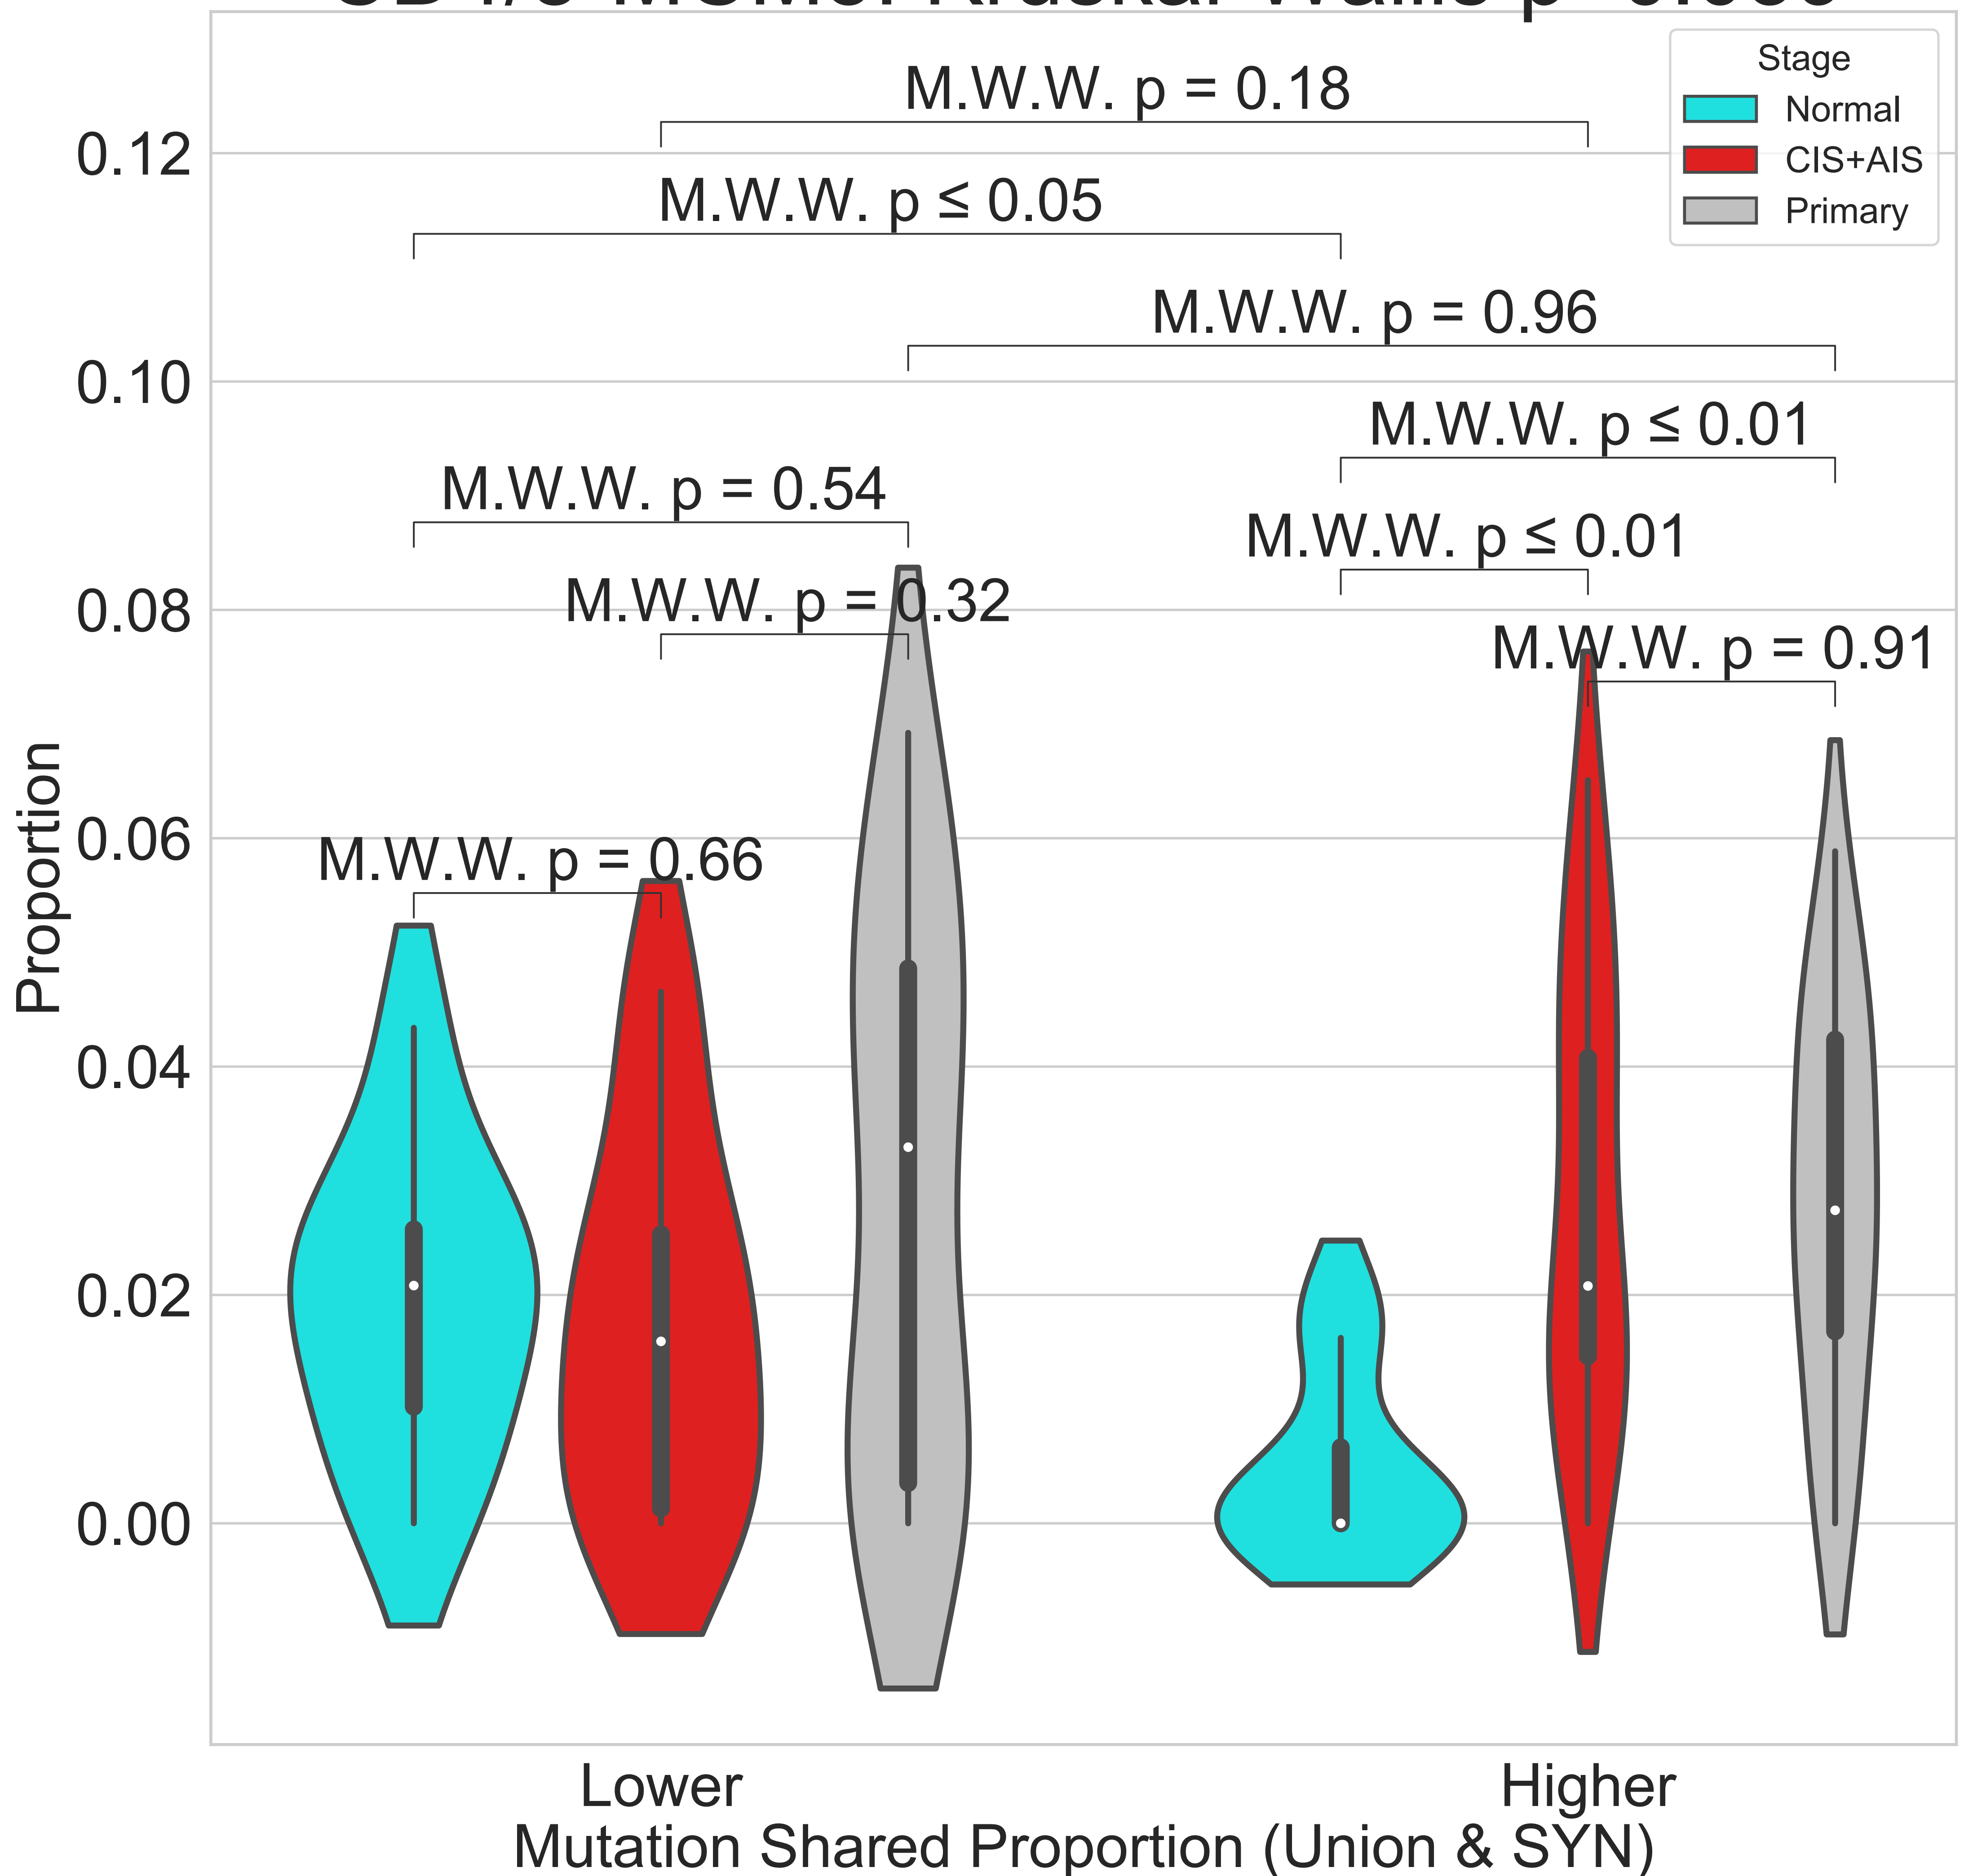 Stage
Normal
CIS+AIS
Primary
M.W.W. p = 0.18
M.W.W. p ≤ 0.05
M.W.W. p = 0.96
M.W.W. p ≤ 0.01
M.W.W. p = 0.54
M.W.W. p ≤ 0.01
M.W.W. p = 0.32
M.W.W. p = 0.91
M.W.W. p = 0.66
0.12
0.10
0.08
0.06
0.04
0.02
0.00
Proportion
Lower
Higher
Mutation Shared Proportion (Union & SYN)